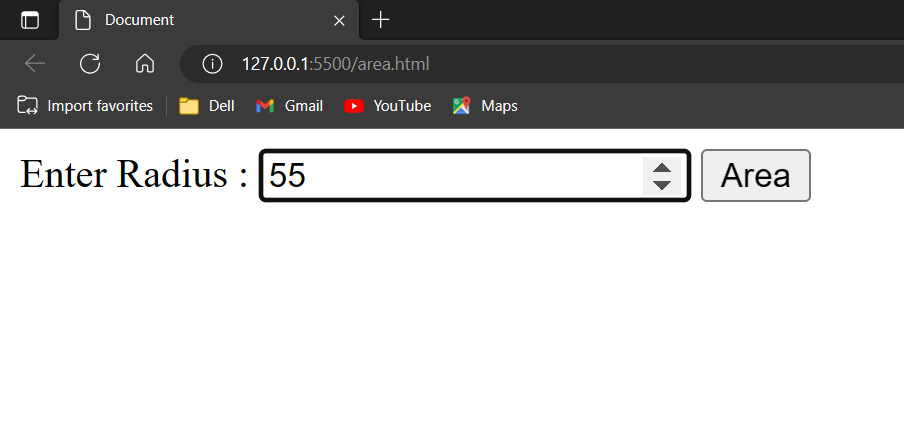 Document
127.0.0.1:5500/area.html
Import favorites Dell Gmail YouTube Maps
Enter Radius : 55 Area